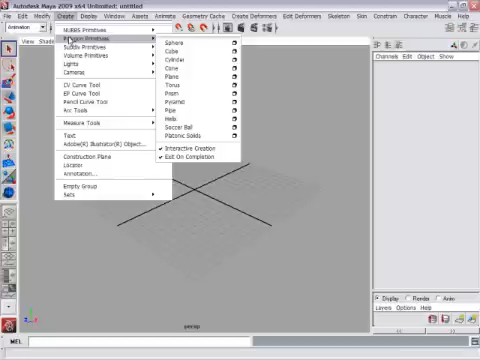 Autodesk Maya 2009 x64 Unlimited: untitled
File Edit Modify Create Display Window Assets Animate Geometry Cache Create Deformers Edit Deformers Skeleton Skin Constrain Character
Animation
View Shadi
Channels Edit Object Show
NURBS Primitives
Polygon Primitives
Subdiv Primitives
Volume Primitives
Lights
Cameras
CV Curve Tool
EP Curve Tool
Pencil Curve Tool
Arc Tools
Measure Tools
Text
Adobe(R) Illustrator(R) Object...
Construction Plane
Locator
Annotation...
Empty Group
Sets
Sphere
Cube
Cylinder
Cone
Plane
Torus
Prism
Pyramid
Pipe
Helix
Soccer Ball
Platonic Solids
Interactive Creation
Exit On Completion
persp
Display Render Anim
Layers Options Help
MEL